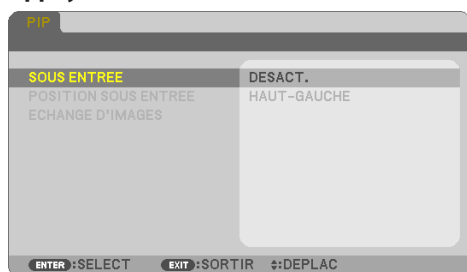 PIP
SOUS ENTREE DESACT.
POSITION SOUS ENTREE HAUT-GAUCHE
ECHANGE D'IMAGES
ENTER :SELECT EXIT :SORTIR :DEPLAC